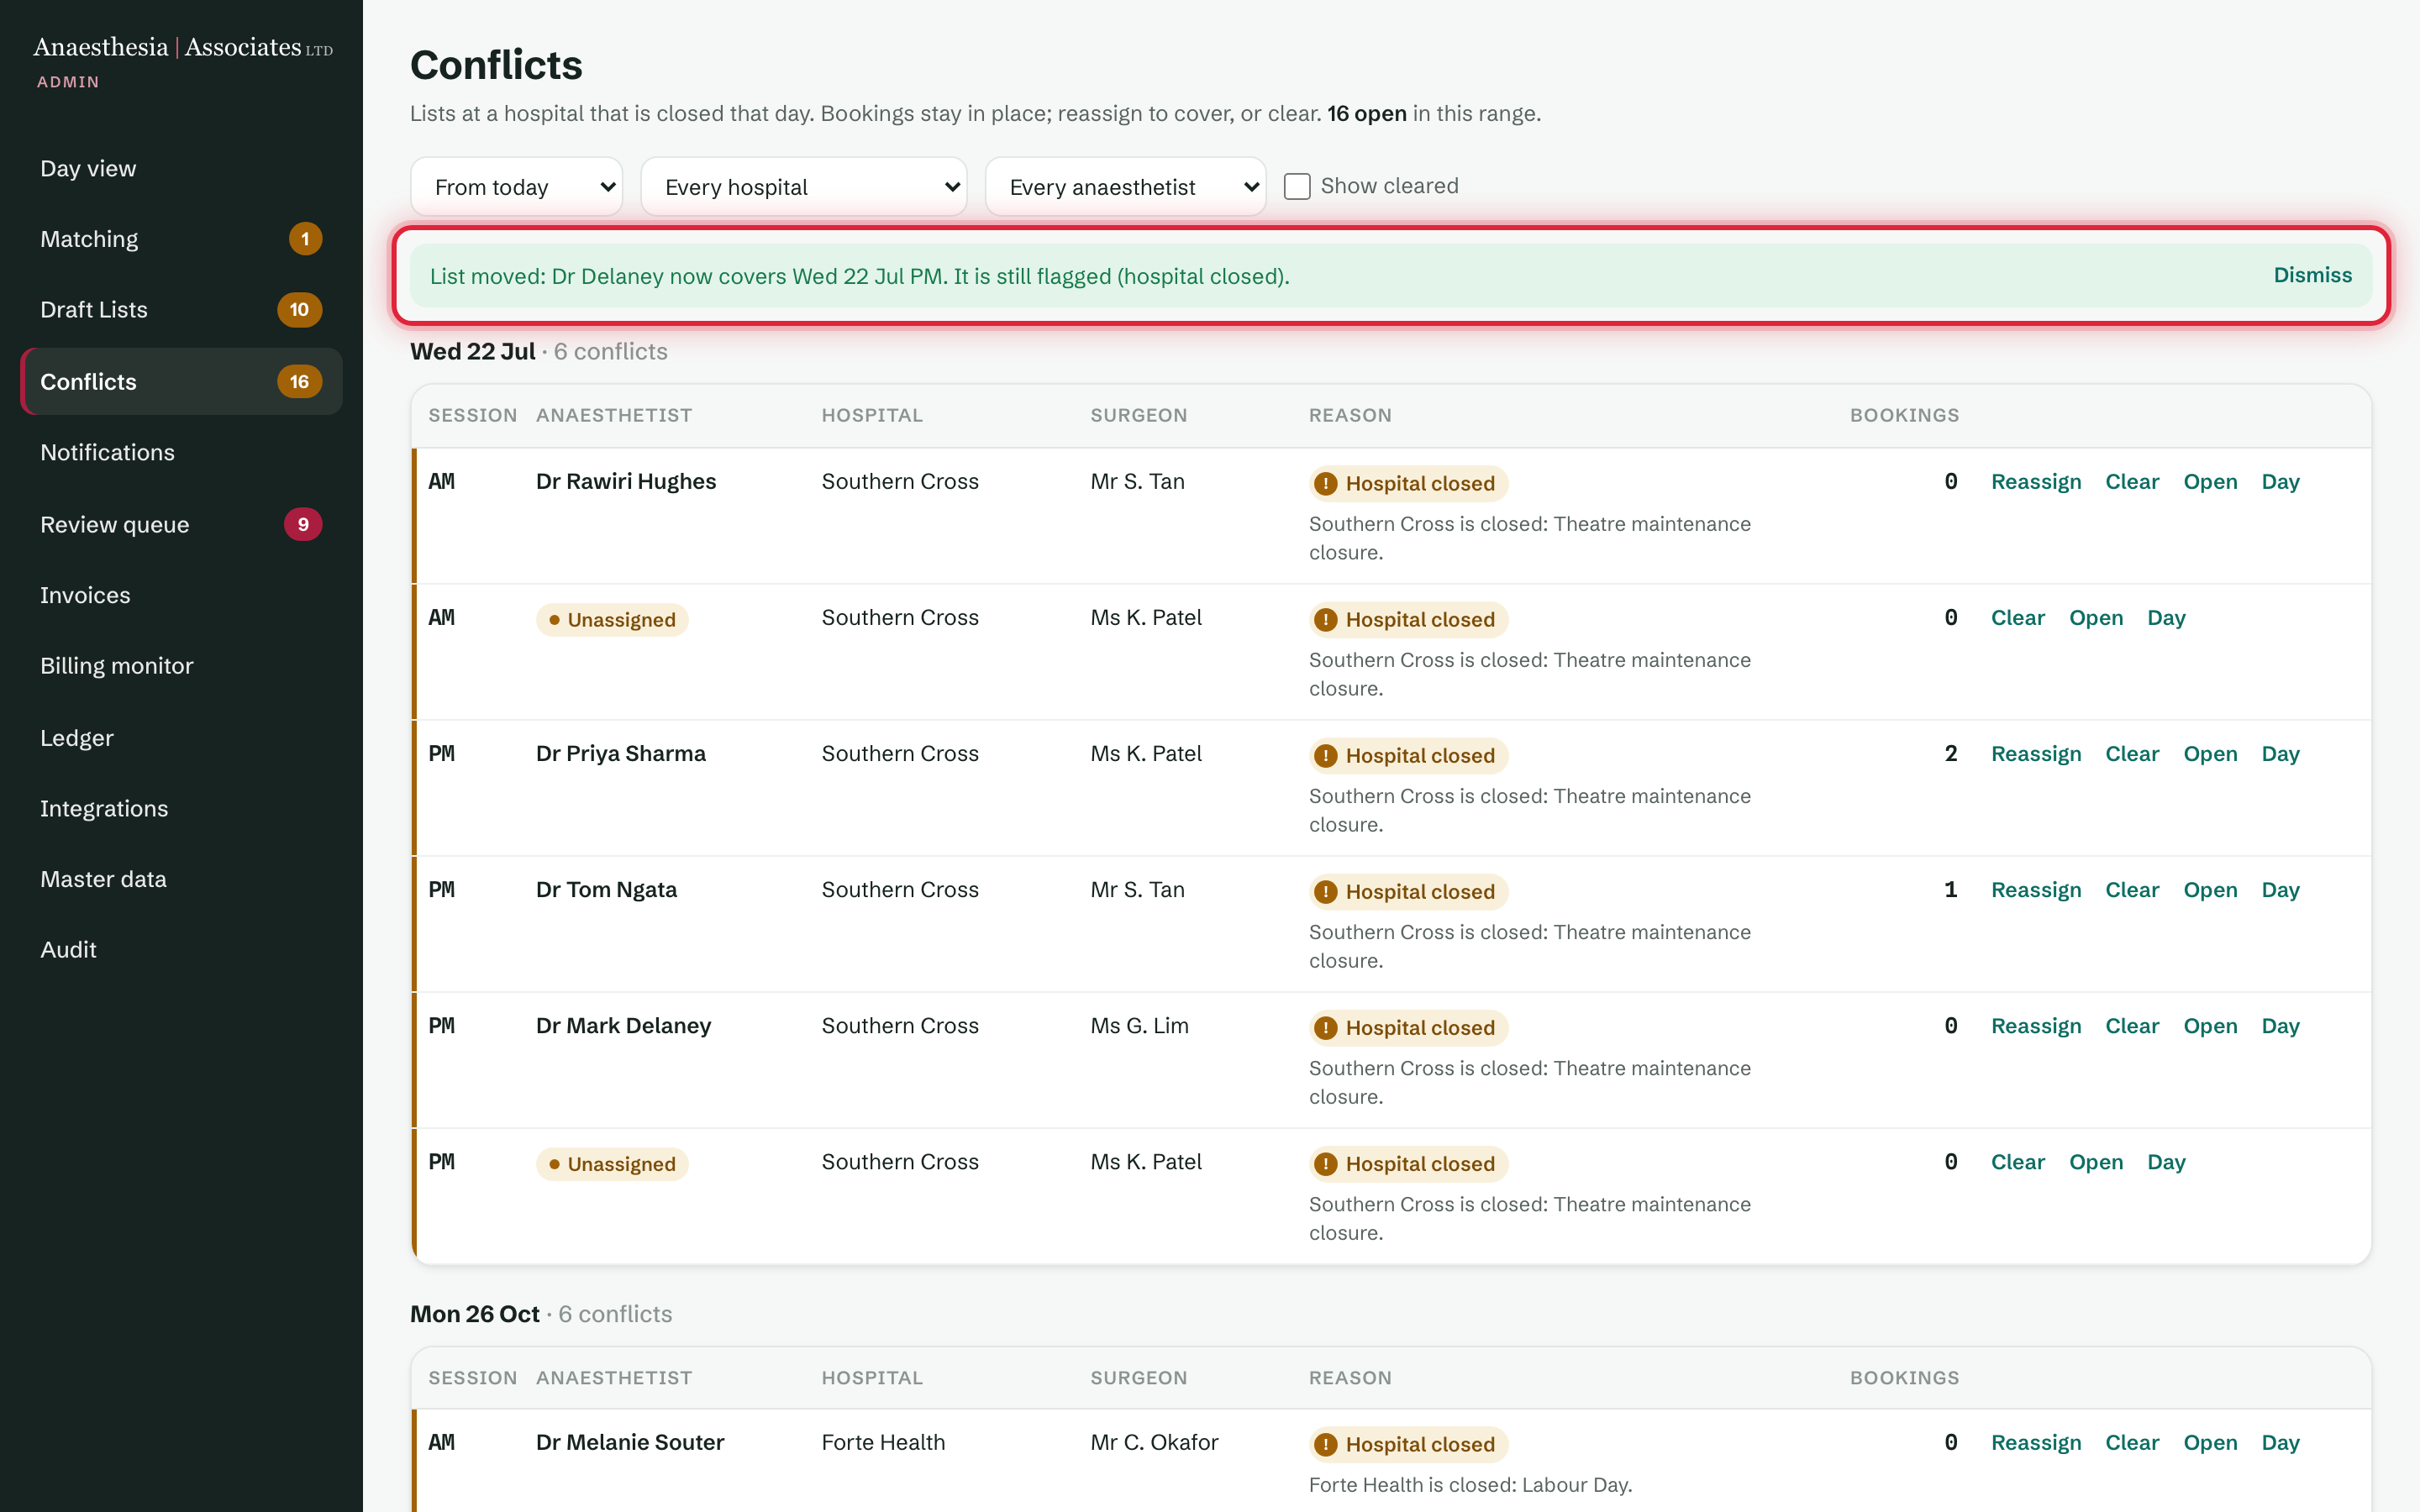 Anaesthesia | Associates LTD
ADMIN
Day view
Matching 1
Draft Lists 10
Conflicts 16
Notifications
Review queue 9
Invoices
Billing monitor
Ledger
Integrations
Master data
Audit
Conflicts
Lists at a hospital that is closed that day. Bookings stay in place; reassign to cover, or clear. 16 open in this range.
From today Every hospital Every anaesthetist Show cleared
List moved: Dr Delaney now covers Wed 22 Jul PM. It is still flagged (hospital closed). Dismiss
Wed 22 Jul · 6 conflicts
SESSION ANAESTHETIST HOSPITAL SURGEON REASON BOOKINGS
AM Dr Rawiri Hughes Southern Cross Mr S. Tan ! Hospital closed 0 Reassign Clear Open Day
Southern Cross is closed: Theatre maintenance
closure.
AM Unassigned Southern Cross Ms K. Patel ! Hospital closed 0 Clear Open Day
Southern Cross is closed: Theatre maintenance
closure.
PM Dr Priya Sharma Southern Cross Ms K. Patel ! Hospital closed 2 Reassign Clear Open Day
Southern Cross is closed: Theatre maintenance
closure.
PM Dr Tom Ngata Southern Cross Mr S. Tan ! Hospital closed 1 Reassign Clear Open Day
Southern Cross is closed: Theatre maintenance
closure.
PM Dr Mark Delaney Southern Cross Ms G. Lim ! Hospital closed 0 Reassign Clear Open Day
Southern Cross is closed: Theatre maintenance
closure.
PM Unassigned Southern Cross Ms K. Patel ! Hospital closed 0 Clear Open Day
Southern Cross is closed: Theatre maintenance
closure.
Mon 26 Oct · 6 conflicts
SESSION ANAESTHETIST HOSPITAL SURGEON REASON BOOKINGS
AM Dr Melanie Souter Forte Health Mr C. Okafor ! Hospital closed 0 Reassign Clear Open Day
Forte Health is closed: Labour Day.